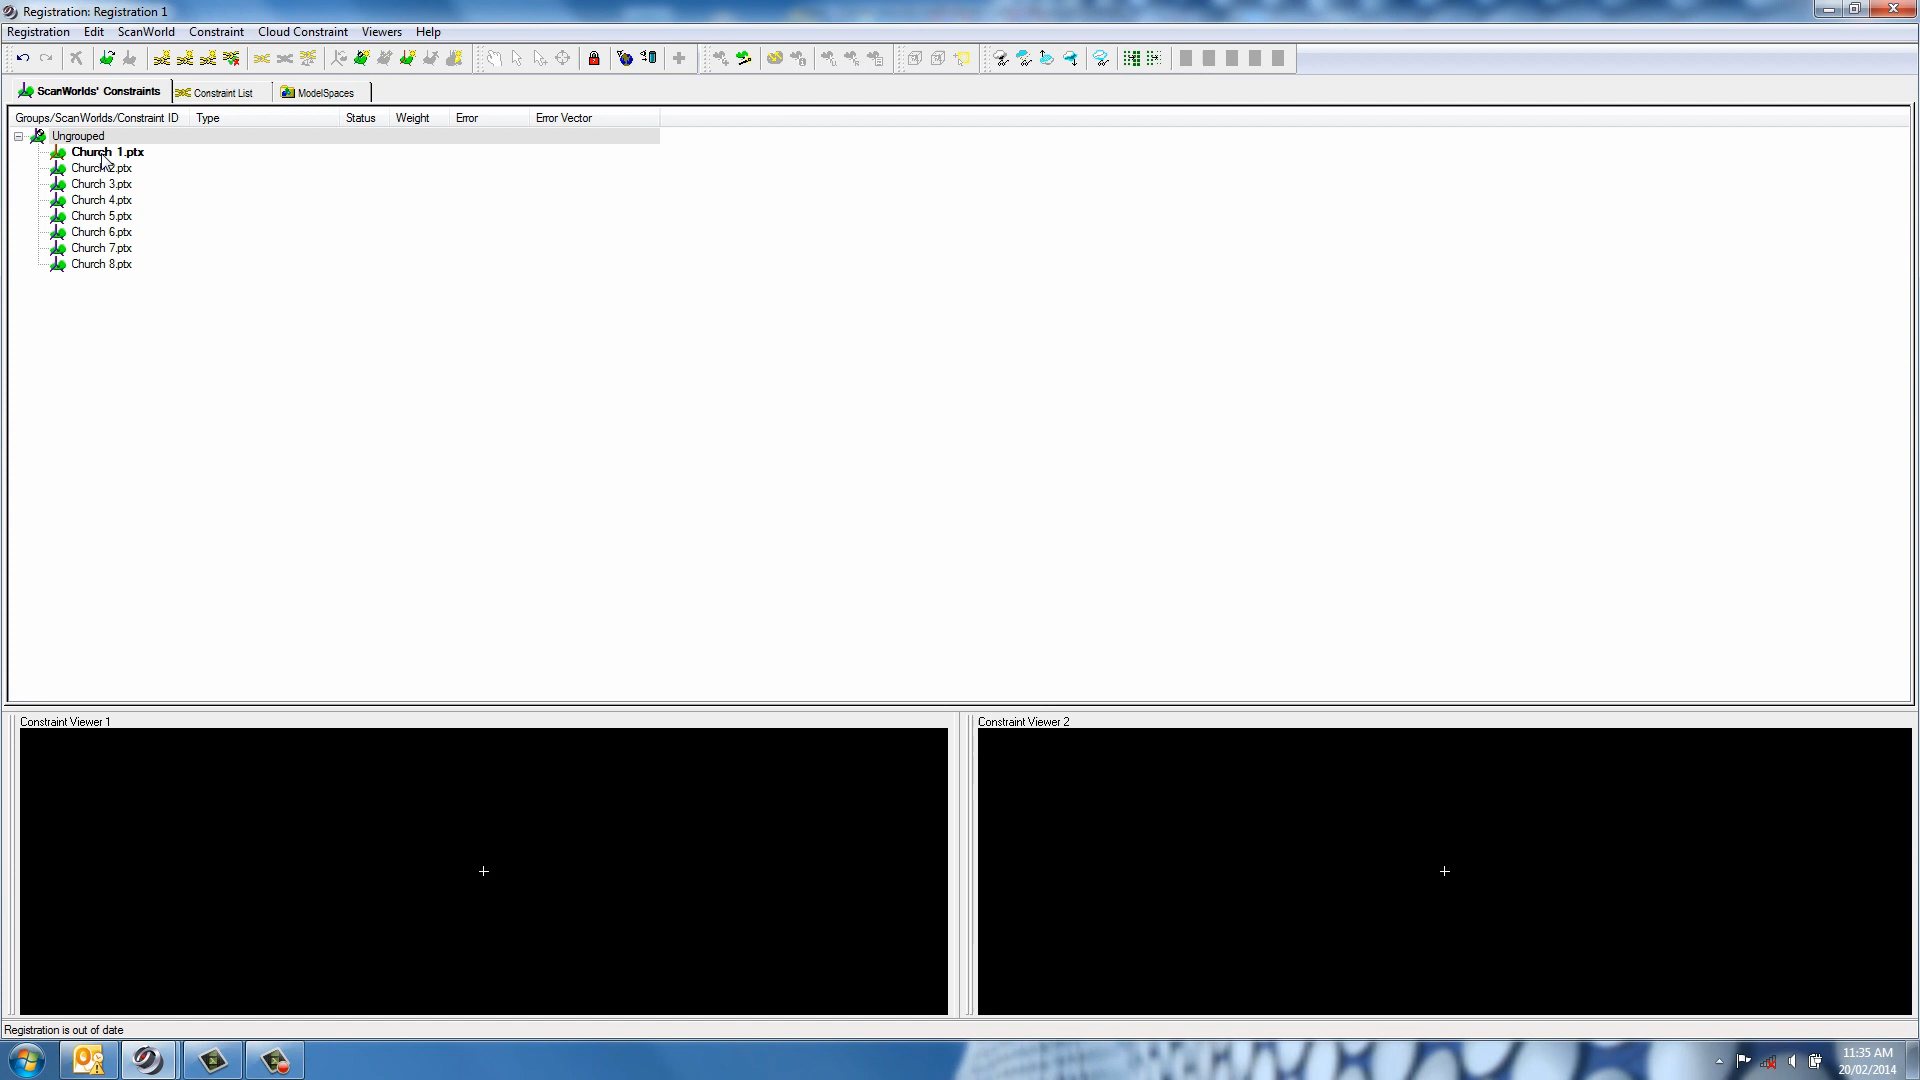 Registration: Registration 1
Registration Edit ScanWorld Constraint Cloud Constraint Viewers Help
ScanWorlds' Constraints Constraint List ModelSpaces
Groups/ScanWorlds/Constraint ID Type Status Weight Error Error Vector
Ungrouped
Church 1.ptx
Church 2.ptx
Church 3.ptx
Church 4.ptx
Church 5.ptx
Church 6.ptx
Church 7.ptx
Church 8.ptx
Constraint Viewer 1 Constraint Viewer 2
Registration is out of date
11:35 AM
20/02/2014